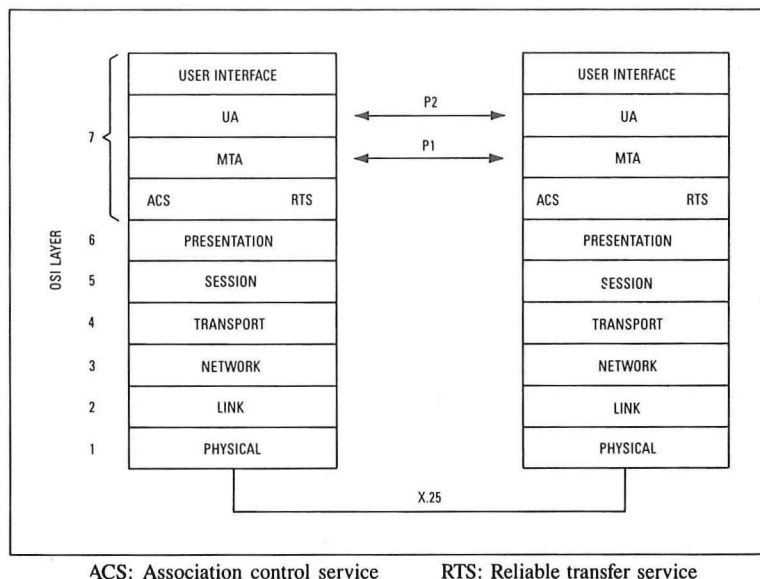 USER INTERFACE USER INTERFACE
UA P2 UA
7 P1
MTA MTA
ACS RTS ACS RTS
OSI LAYER
6 PRESENTATION PRESENTATION
5 SESSION SESSION
4 TRANSPORT TRANSPORT
3 NETWORK NETWORK
2 LINK LINK
1 PHYSICAL PHYSICAL
X.25
ACS: Association control service RTS: Reliable transfer service